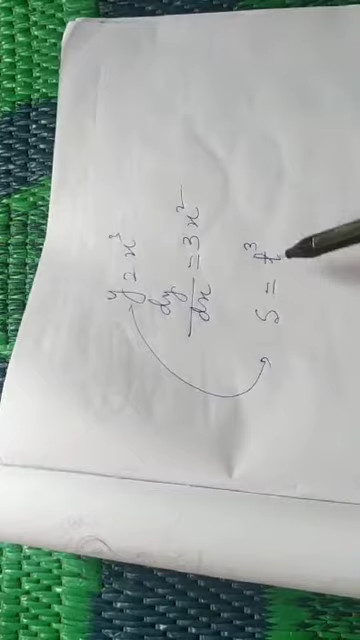 y = x³
dy/dx = 3x²
S = t³